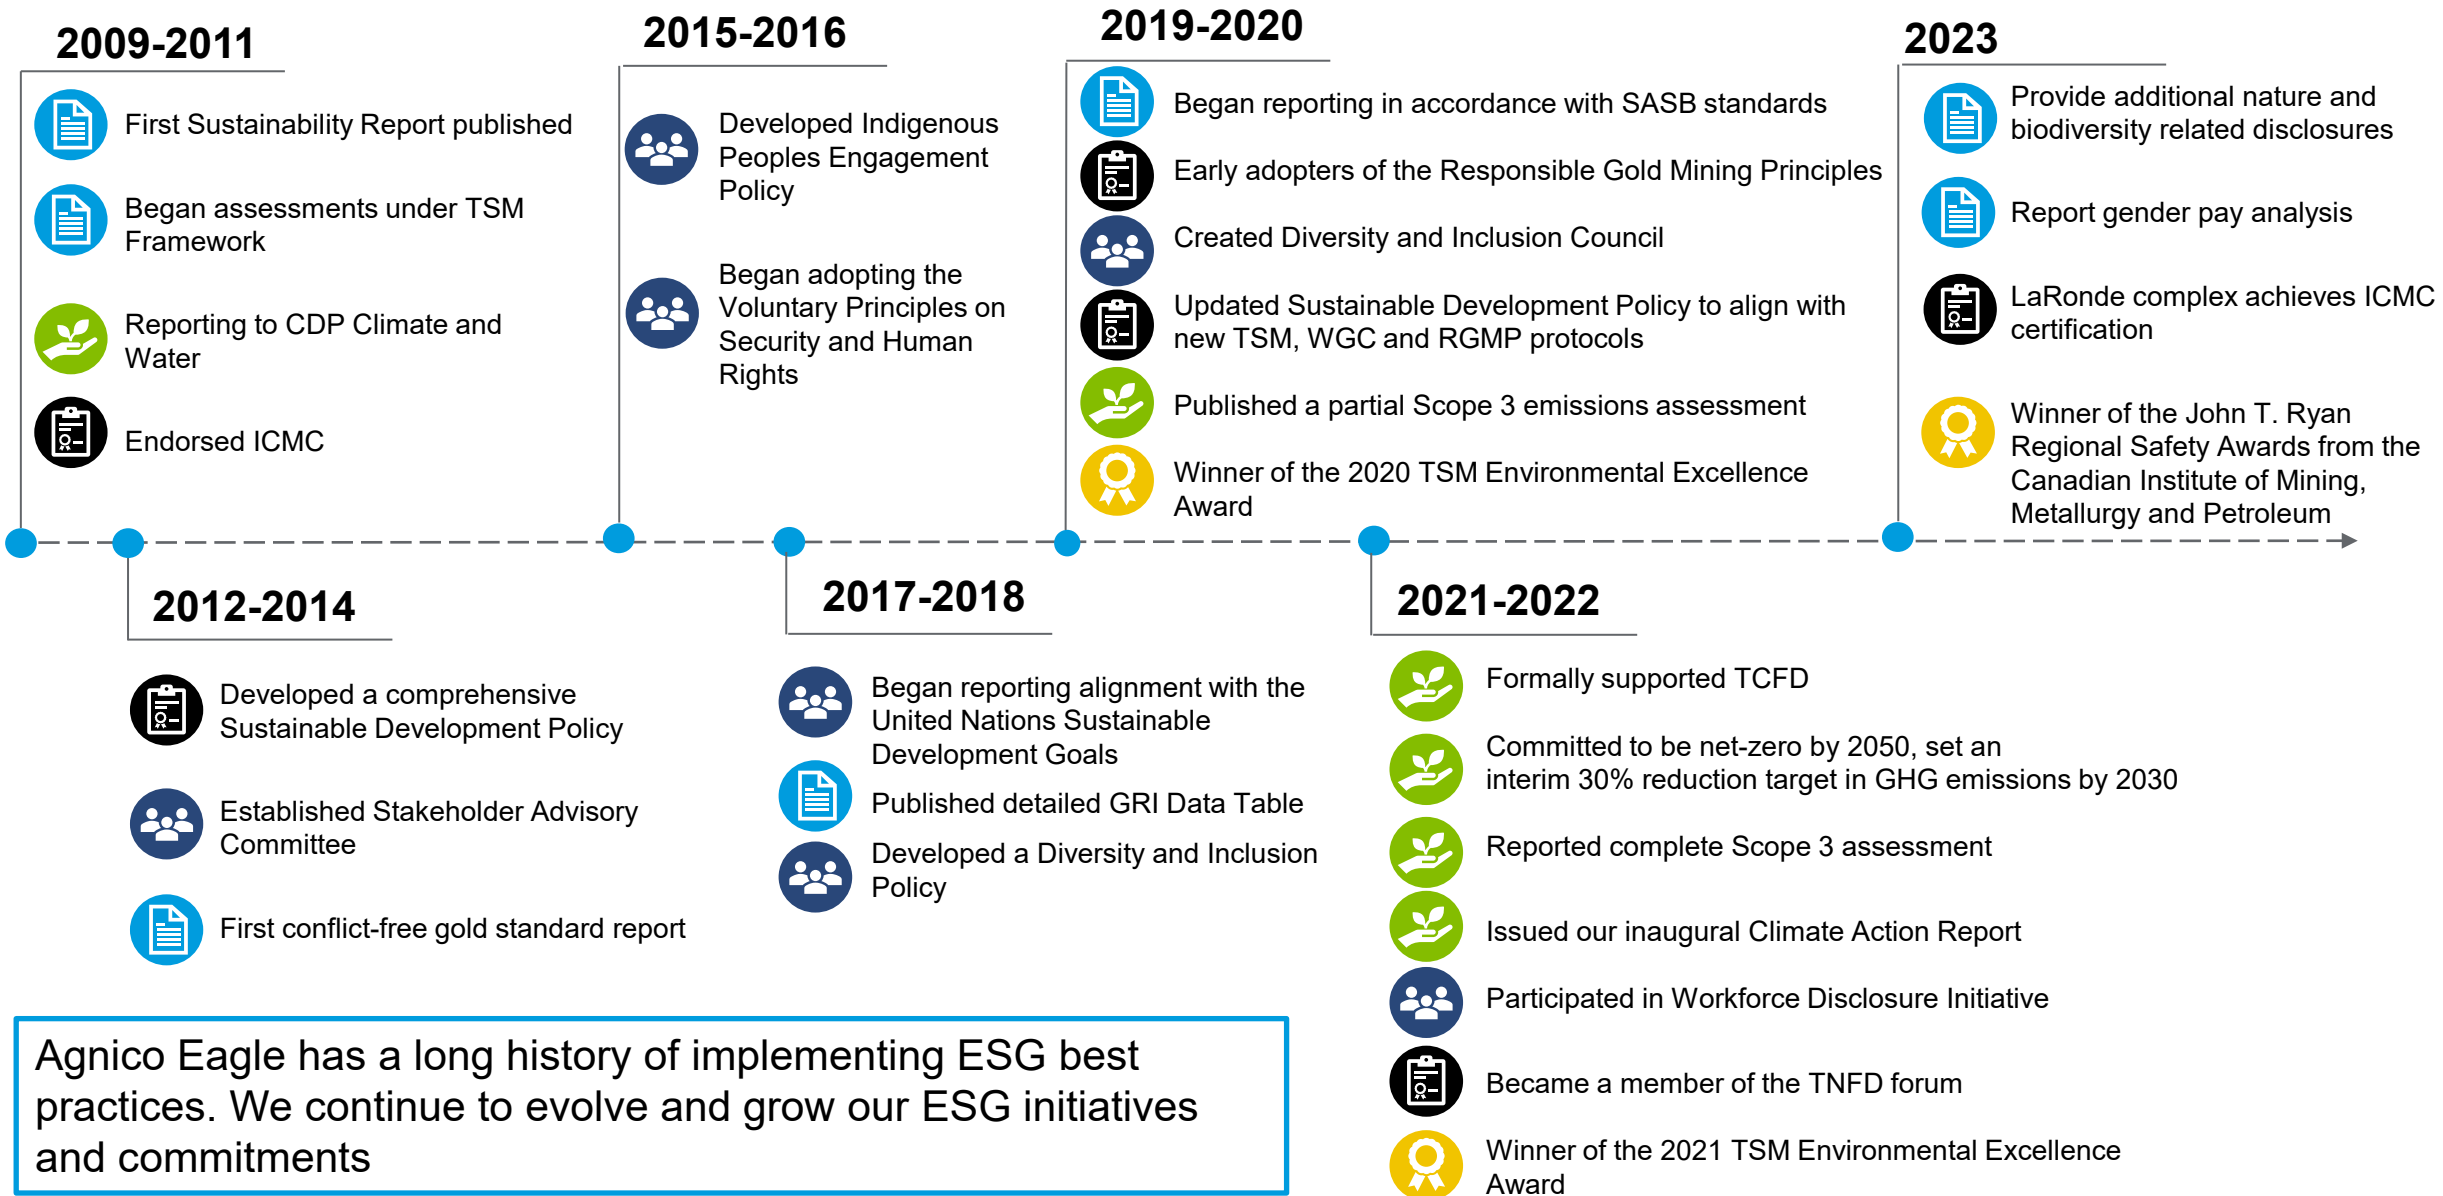 2009-2011
First Sustainability Report published
Began assessments under TSM
Framework
Reporting to CDP Climate and
Water
Endorsed ICMC
2012-2014
Developed a comprehensive
Sustainable Development Policy
Established Stakeholder Advisory
Committee
First conflict-free gold standard report
2015-2016
Developed Indigenous
Peoples Engagement
Policy
Began adopting the
Voluntary Principles on
Security and Human
Rights
2017-2018
Began reporting alignment with the
United Nations Sustainable
Development Goals
Published detailed GRI Data Table
Developed a Diversity and Inclusion
Policy
2019-2020
Began reporting in accordance with SASB standards
Early adopters of the Responsible Gold Mining Principles
Created Diversity and Inclusion Council
Updated Sustainable Development Policy to align with
new TSM, WGC and RGMP protocols
Published a partial Scope 3 emissions assessment
Winner of the 2020 TSM Environmental Excellence
Award
2021-2022
Formally supported TCFD
Committed to be net-zero by 2050, set an
interim 30% reduction target in GHG emissions by 2030
Reported complete Scope 3 assessment
Issued our inaugural Climate Action Report
Participated in Workforce Disclosure Initiative
Became a member of the TNFD forum
Winner of the 2021 TSM Environmental Excellence
Award
2023
Provide additional nature and
biodiversity related disclosures
Report gender pay analysis
LaRonde complex achieves ICMC
certification
Winner of the John T. Ryan
Regional Safety Awards from the
Canadian Institute of Mining,
Metallurgy and Petroleum
Agnico Eagle has a long history of implementing ESG best
practices. We continue to evolve and grow our ESG initiatives
and commitments